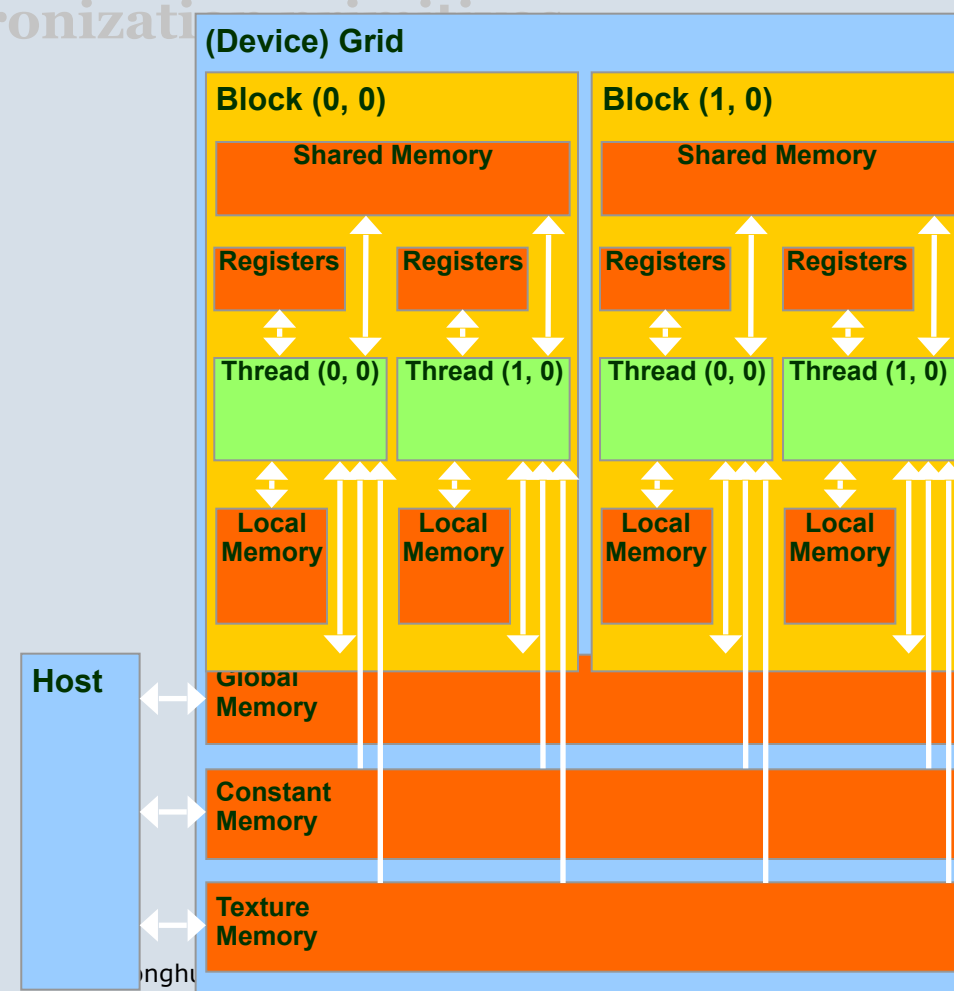 (Device) Grid
Block (0, 0)
Shared Memory
Registers
Registers
Thread (0, 0)
Thread (1, 0)
Local
Memory
Local
Memory
Block (1, 0)
Shared Memory
Registers
Registers
Thread (0, 0)
Thread (1, 0)
Local
Memory
Local
Memory
Host
Global
Memory
Constant
Memory
Texture
Memory